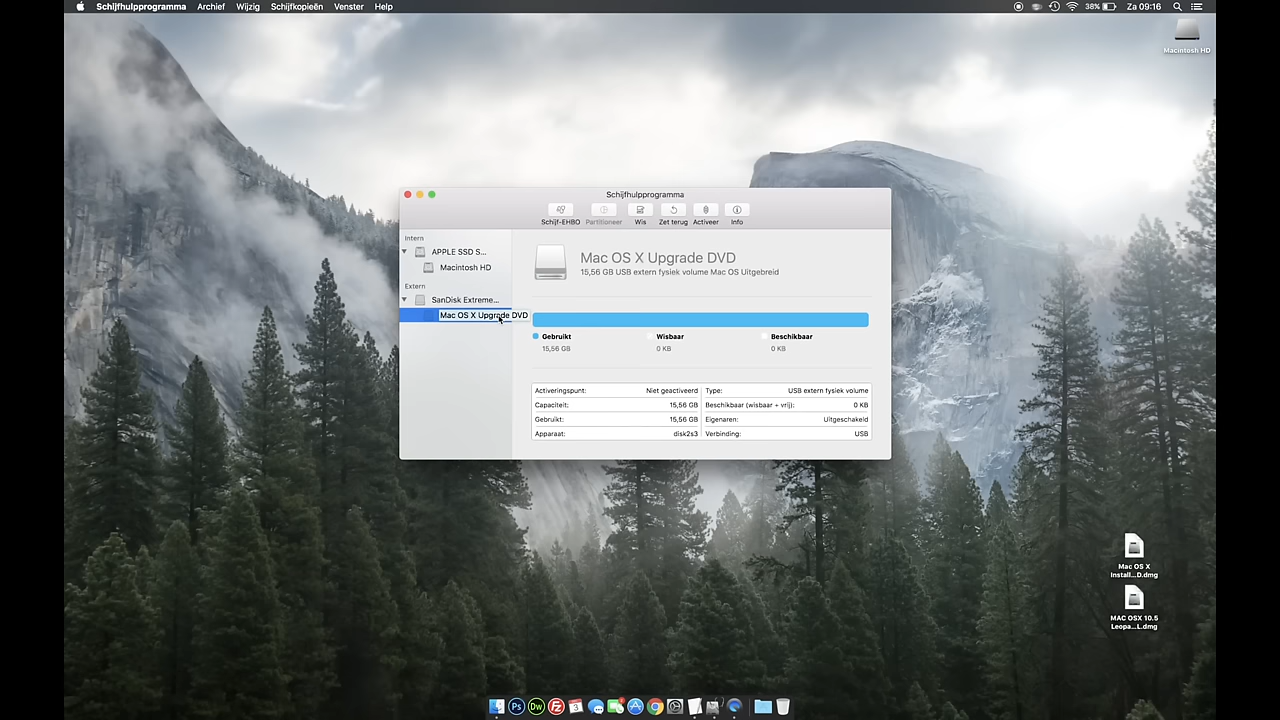 Schijfhulpprogramma Archief Wijzig Schijfkopieën Venster Help
38% Za 09:16
Macintosh HD
Schijfhulpprogramma
Schijf-EHBO Partitioneer Wis Zet terug Activeer Info
Intern
APPLE SSD S...
Macintosh HD
Extern
SanDisk Extreme...
Mac OS X Upgrade DVD
Mac OS X Upgrade DVD
15,56 GB USB extern fysiek volume Mac OS Uitgebreid
Gebruikt Wisbaar Beschikbaar
15,56 GB 0 KB 0 KB
Activeringspunt: Niet geactiveerd Type: USB extern fysiek volume
Capaciteit: 15,56 GB Beschikbaar (wisbaar + vrij): 0 KB
Gebruikt: 15,56 GB Eigenaren: Uitgeschakeld
Apparaat: disk2s3 Verbinding: USB
Mac OS X
Install...D.dmg
MAC OSX 10.5
Leopa...L.dmg
Ps Dw